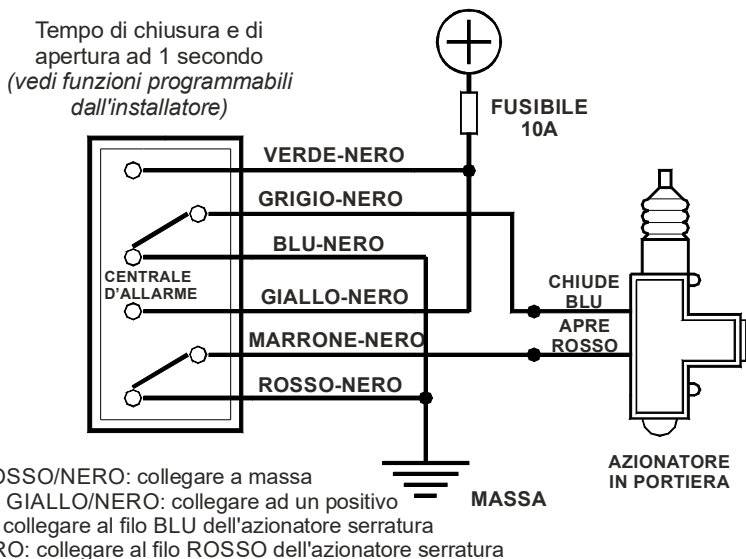 Tempo di chiusura e di
apertura ad 1 secondo
(vedi funzioni programmabili
dall'installatore)
FUSIBILE
10A
VERDE-NERO
GRIGIO-NERO
BLU-NERO
CENTRALE
D'ALLARME
GIALLO-NERO
MARRONE-NERO
ROSSO-NERO
CHIUDE
BLU
APRE
ROSSO
AZIONATORE
IN PORTIERA
MASSA
OSSO/NERO: collegare a massa
GIALLO/NERO: collegare ad un positivo
collegare al filo BLU dell'azionatore serratura
RO: collegare al filo ROSSO dell'azionatore serratura